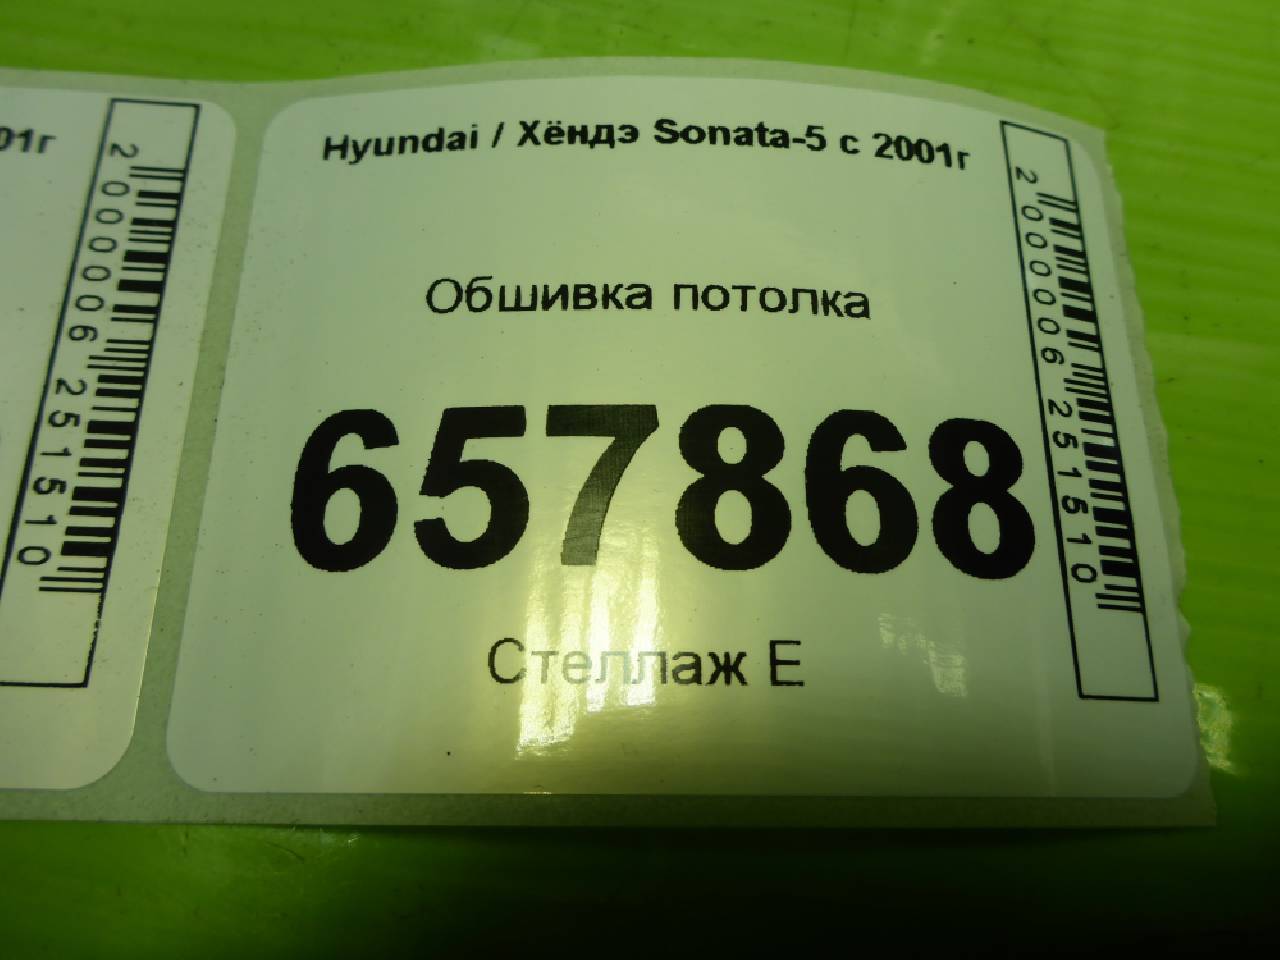 01г
2000006251510
Hyundai / Хёндэ Sonata-5 с 2001г
Обшивка потолка
657868
Стеллаж Е
2000006251510